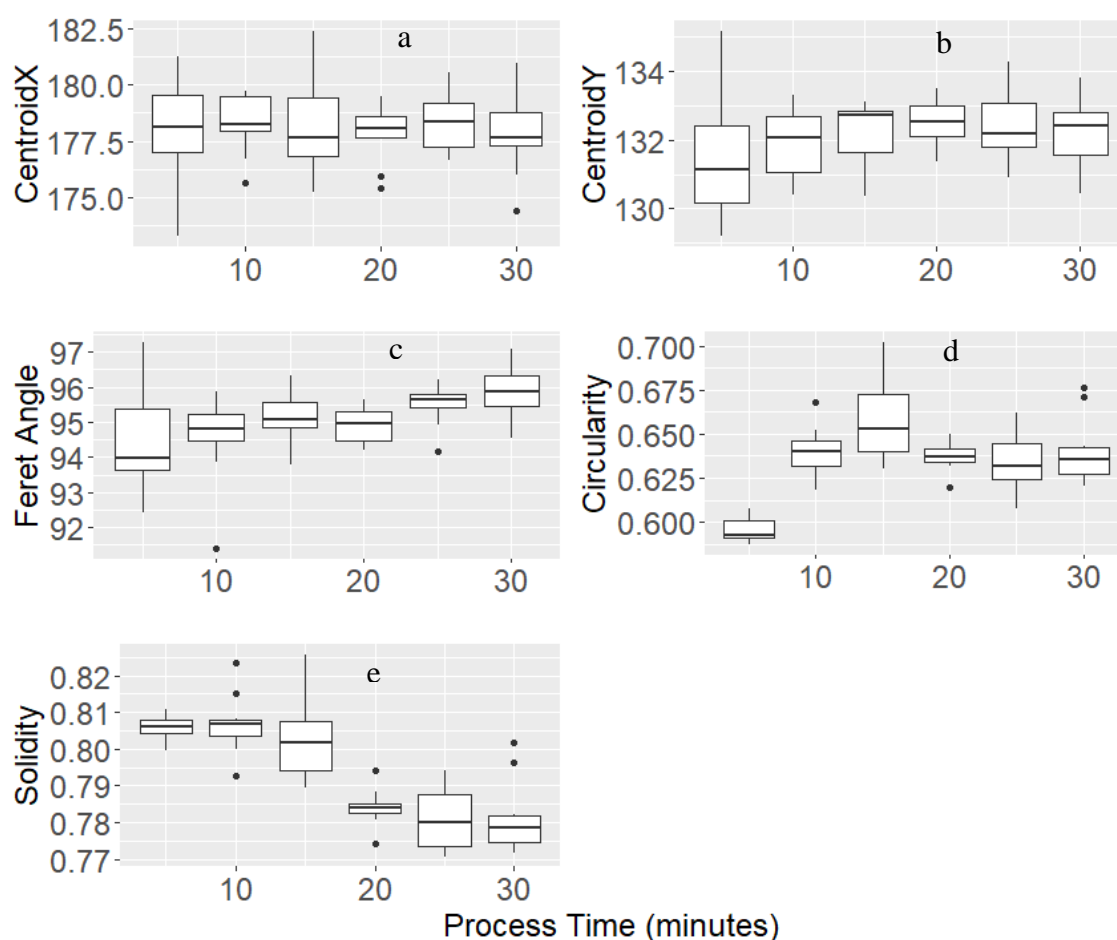 a
CentroidX
182.5
180.0
177.5
175.0
10 20 30
b
CentroidY
134
132
130
10 20 30
c
Feret Angle
97
96
95
94
93
92
10 20 30
d
Circularity
0.700
0.675
0.650
0.625
0.600
10 20 30
e
Solidity
0.82
0.81
0.80
0.79
0.78
0.77
10 20 30
Process Time (minutes)